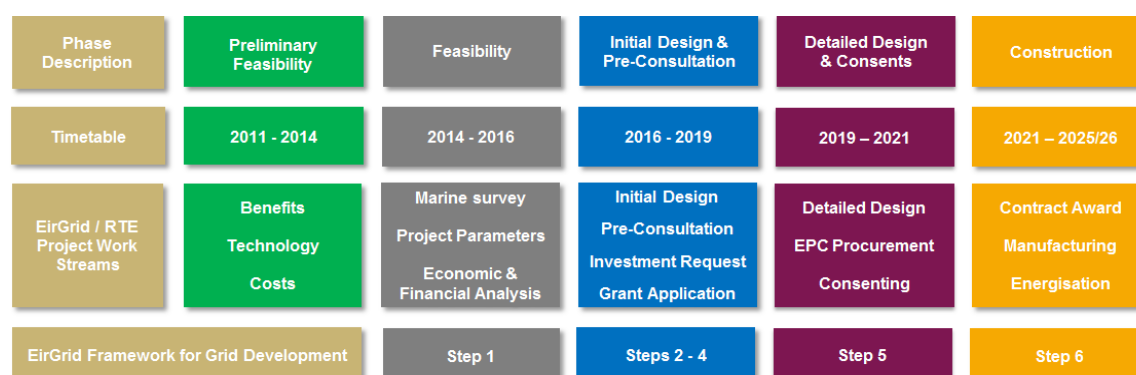 Phase
Description
Preliminary
Feasibility
Feasibility
Initial Design &
Pre-Consultation
Detailed Design
& Consents
Construction
Timetable
2011 - 2014
2014 - 2016
2016 - 2019
2019 – 2021
2021 – 2025/26
EirGrid / RTE
Project Work
Streams
Benefits
Technology
Costs
Marine survey
Project Parameters
Economic &
Financial Analysis
Initial Design
Pre-Consultation
Investment Request
Grant Application
Detailed Design
EPC Procurement
Consenting
Contract Award
Manufacturing
Energisation
EirGrid Framework for Grid Development
Step 1
Steps 2 - 4
Step 5
Step 6